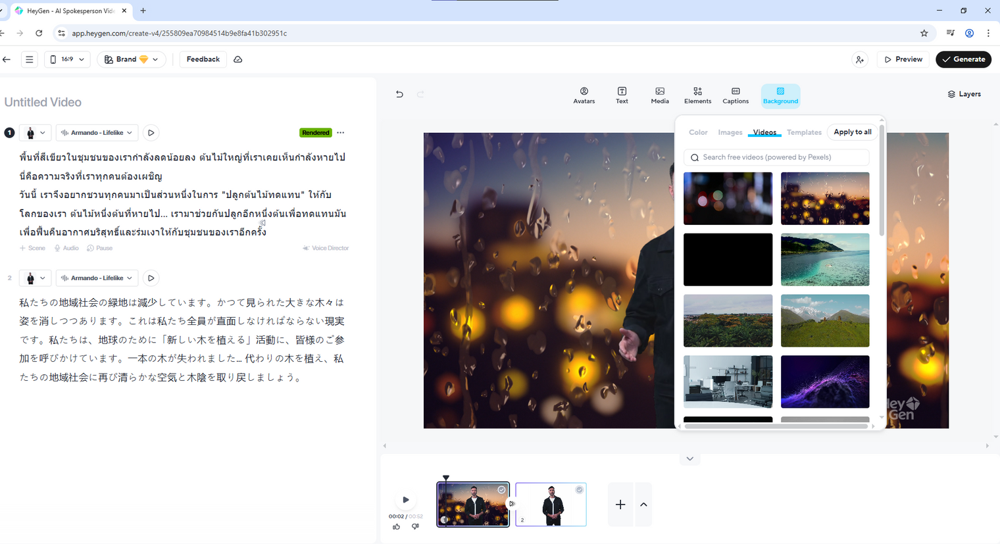 HeyGen - AI Spokesperson Vide
app.heygen.com/create-v4/255809ea70984514b9e8fa41b302951c
16:9
Brand
Feedback
Preview
Generate
Untitled Video
Avatars
Text
Media
Elements
Captions
Background
Layers
1
Armando - Lifelike
Rendered
พื้นที่สีเขียวในชุมชนของเรากำลังลดน้อยลง ต้นไม้ใหญ่ที่เราเคยเห็นกำลังหายไป
นี่คือความจริงที่เราทุกคนต้องเผชิญ
วันนี้ เราจึงอยากชวนทุกคนมาเป็นส่วนหนึ่งในการ "ปลูกต้นไม้ทดแทน" ให้กับ
โลกของเรา ต้นไม้หนึ่งต้นที่หายไป... เรามาช่วยกันปลูกอีกหนึ่งต้นเพื่อทดแทนมัน
เพื่อฟื้นคืนอากาศบริสุทธิ์และร่มเงาให้กับชุมชนของเราอีกครั้ง
Scene
Audio
Pause
Voice Director
2
Armando - Lifelike
私たちの地域社会の緑地は減少しています。かつて見られた大きな木々は
姿を消しつつあります。これは私たち全員が直面しなければならない現実
です。私たちは、地球のために「新しい木を植える」活動に、皆様のご参
加を呼びかけています。一本の木が失われました... 代わりの木を植え、私
たちの地域社会に再び清らかな空気と木陰を取り戻しましょう。
Color
Images
Videos
Templates
Apply to all
Search free videos (powered by Pexels)
Hey
Gen
00:02 / 00:52
1
2